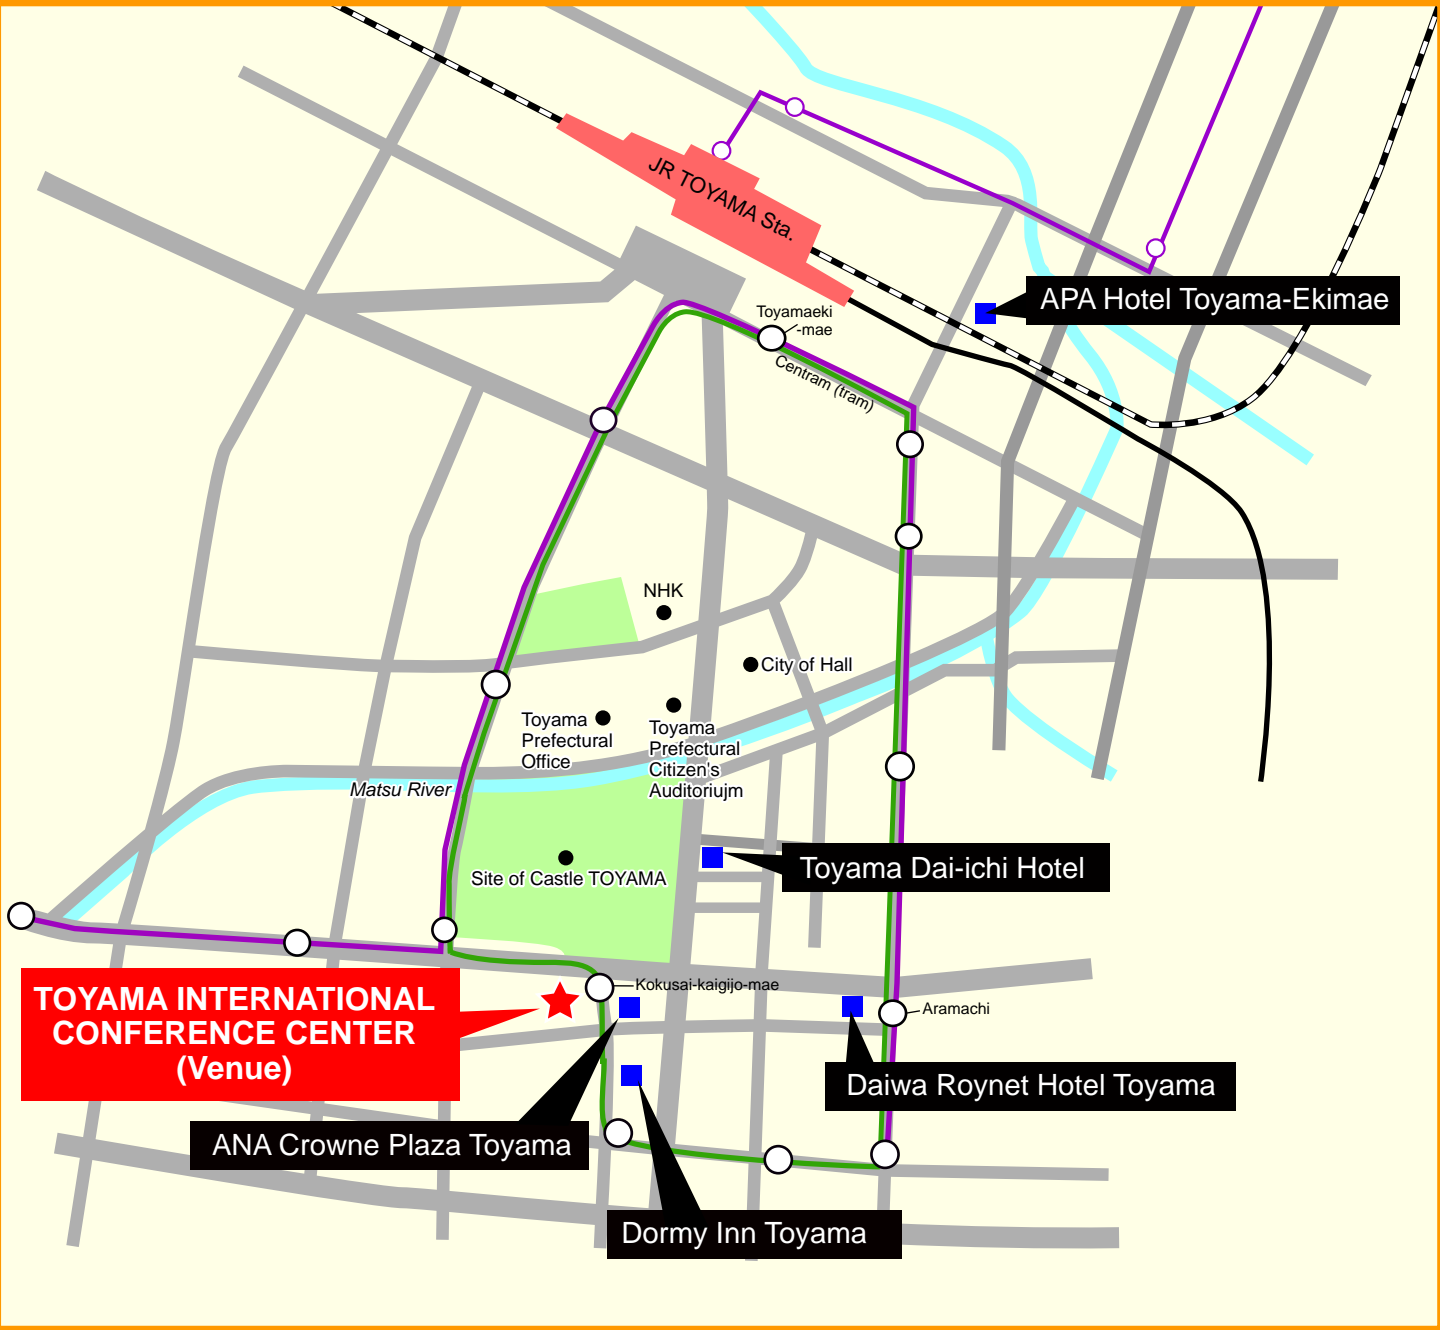 JR TOYAMA Sta.
APA Hotel Toyama-Ekimae
Toyamaeki
-mae
Centram (tram)
NHK
City of Hall
Toyama
Prefectural
Office
Toyama
Prefectural
Citizen's
Auditoriujm
Matsu River
Toyama Dai-ichi Hotel
Site of Castle TOYAMA
Kokusai-kaigijo-mae
Aramachi
TOYAMA INTERNATIONAL
CONFERENCE CENTER
(Venue)
Daiwa Roynet Hotel Toyama
ANA Crowne Plaza Toyama
Dormy Inn Toyama